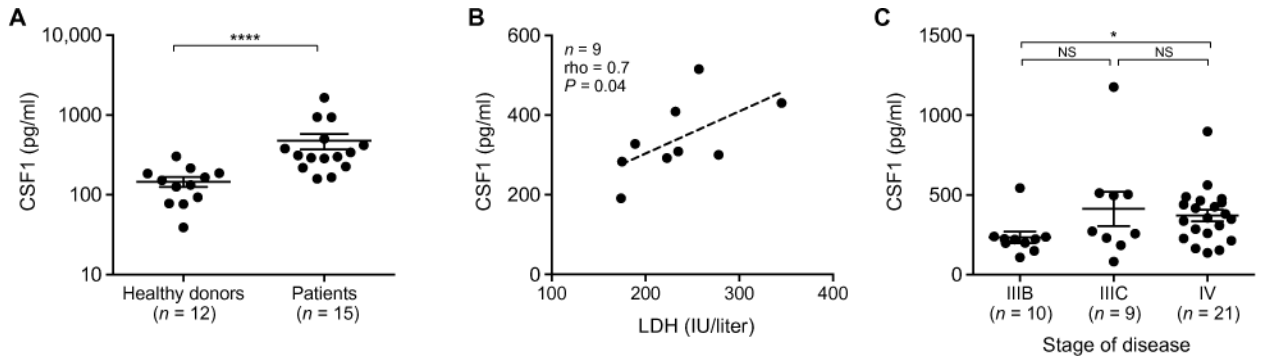 A
CSF1 (pg/ml)
10,000
1000
100
10
****
Healthy donors
(n = 12)
Patients
(n = 15)
B
CSF1 (pg/ml)
600
400
200
0
n = 9
rho = 0.7
P = 0.04
100 200 300 400
LDH (IU/liter)
C
CSF1 (pg/ml)
1500
1000
500
0
*
NS NS
IIIB IIIC IV
(n = 10) (n = 9) (n = 21)
Stage of disease